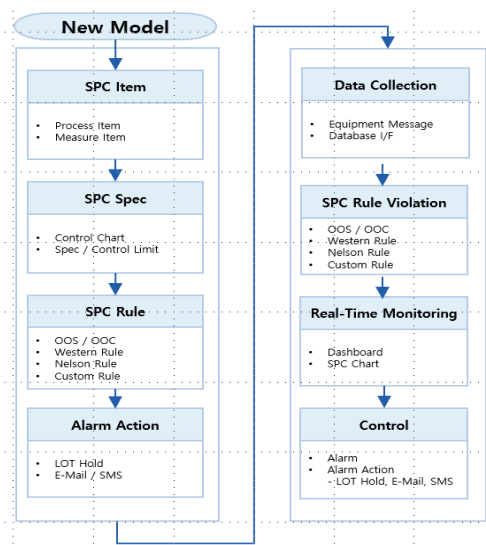 New Model
SPC Item
• Process Item
• Measure Item
SPC Spec
• Control Chart
• Spec / Control Limit
SPC Rule
• OOS / OOC
• Western Rule
• Nelson Rule
• Custom Rule
Alarm Action
• LOT Hold
• E-Mail / SMS
Data Collection
• Equipment Message
• Database I/F
SPC Rule Violation
• OOS / OOC
• Western Rule
• Nelson Rule
• Custom Rule
Real-Time Monitoring
• Dashboard
• SPC Chart
Control
• Alarm
• Alarm Action
- LOT Hold, E-Mail, SMS